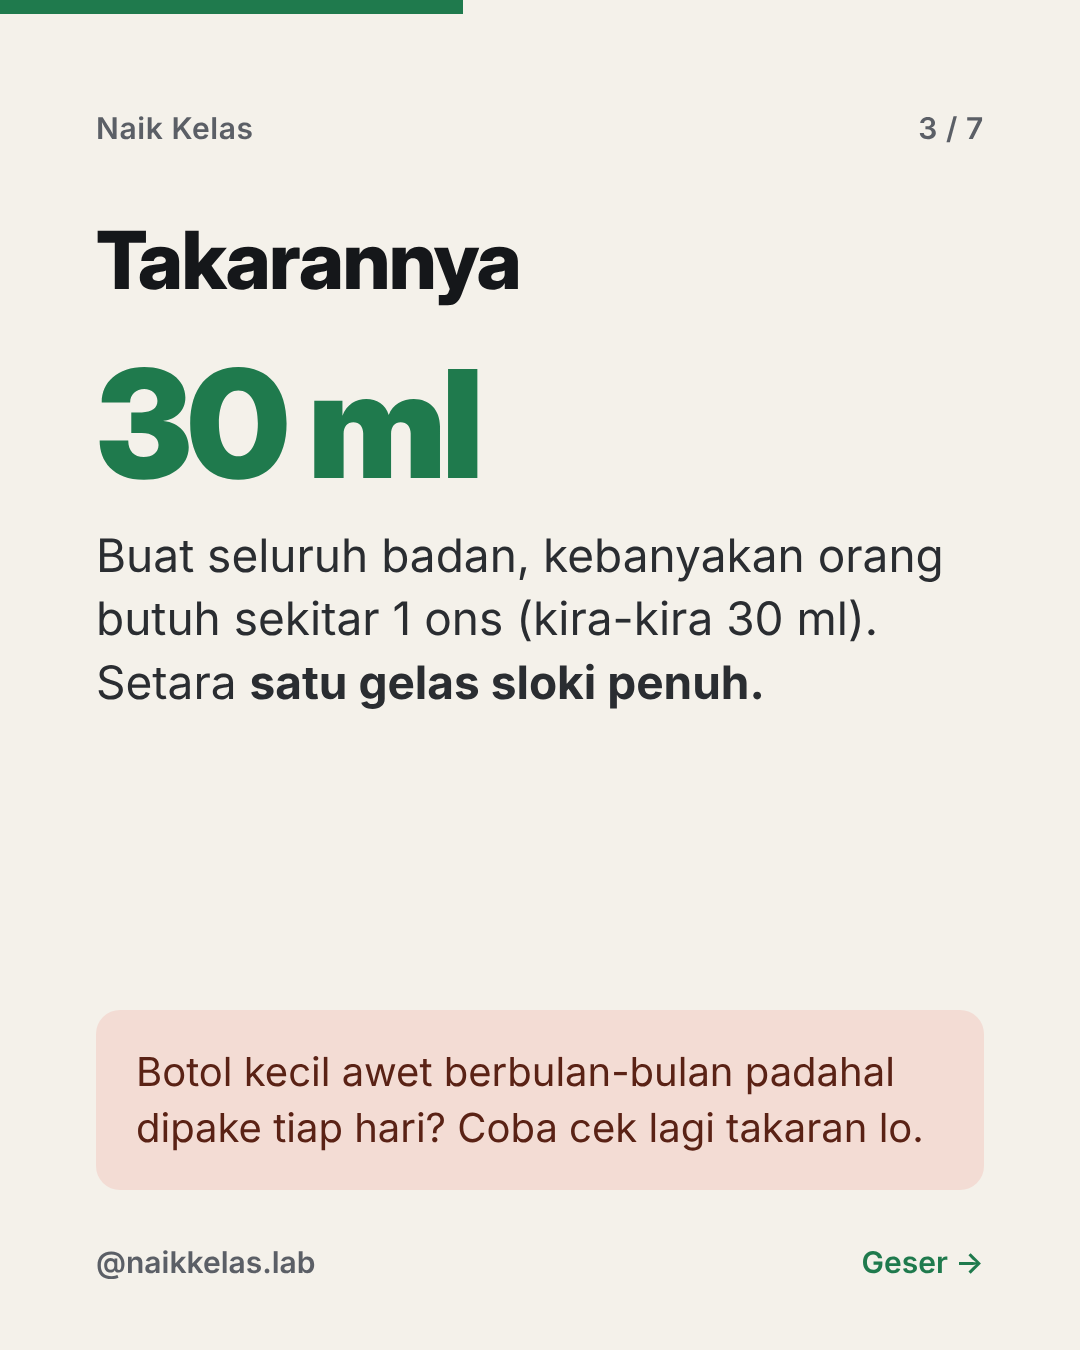 Naik Kelas
3 / 7
Takarannya
30 ml
Buat seluruh badan, kebanyakan orang
butuh sekitar 1 ons (kira-kira 30 ml).
Setara satu gelas sloki penuh.
Botol kecil awet berbulan-bulan padahal
dipake tiap hari? Coba cek lagi takaran lo.
@naikkelas.lab
Geser →